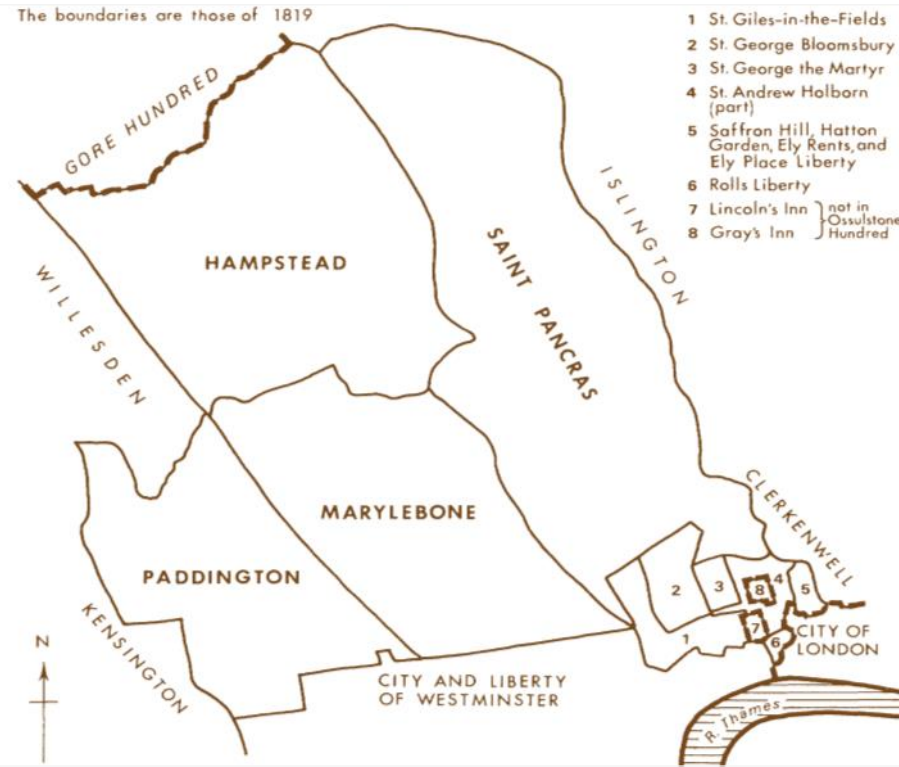 The boundaries are those of 1819
1 St. Giles-in-the-Fields
2 St. George Bloomsbury
3 St. George the Martyr
4 St. Andrew Holborn
(part)
5 Saffron Hill, Hatton
Garden, Ely Rents, and
Ely Place Liberty
6 Rolls Liberty
7 Lincoln's Inn
8 Gray's Inn
not in
Ossulstone
Hundred
GORE HUNDRED
ISLINGTON
HAMPSTEAD
SAINT PANCRAS
WILLESDEN
CLERKENWELL
MARYLEBONE
PADDINGTON
KENSINGTON
2
3
8
4
5
1
7
6
CITY OF
LONDON
N
CITY AND LIBERTY
OF WESTMINSTER
R. Thames